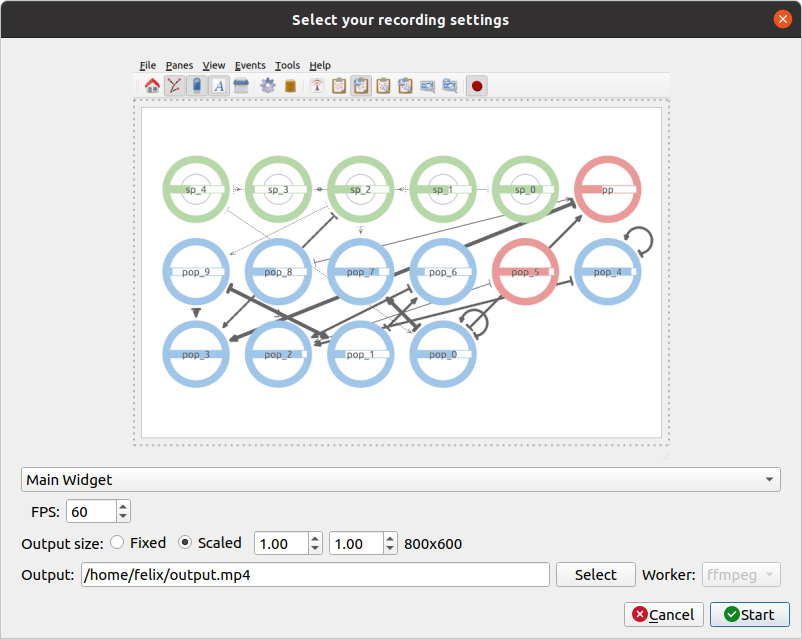 Select your recording settings
File Panes View Events Tools Help
A
sp_4 sp_3 sp_2 sp_1 sp_0 pp
pop_9 pop_8 pop_7 pop_6 pop_5 pop_4
pop_3 pop_2 pop_1 pop_0
Main Widget
FPS: 60
Output size: Fixed Scaled 1.00 1.00 800x600
Output: /home/felix/output.mp4 Select Worker: ffmpeg
Cancel Start